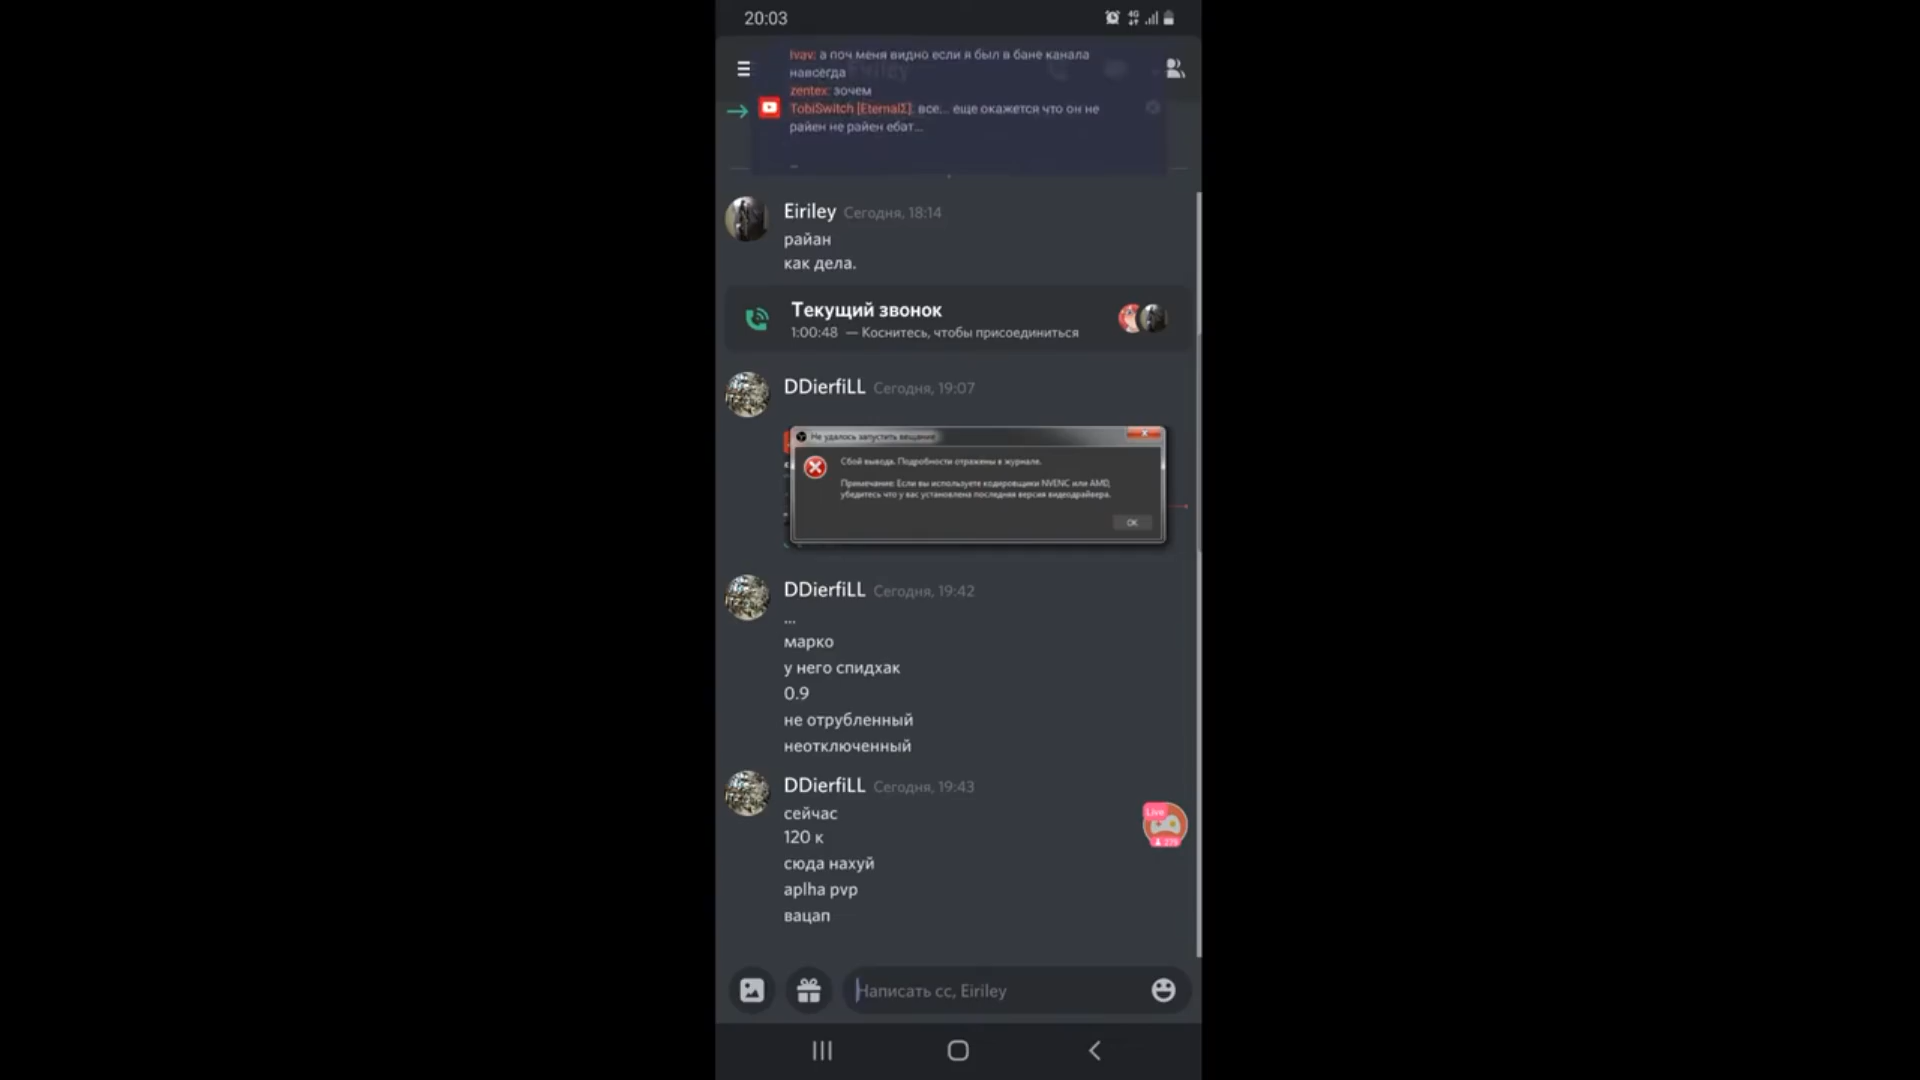 20:03
4G
Ivav: а поч меня видно если я был в бане канала
навсегда
zentex: зочем
TobiSwitch [EternalΣ]: все... еще окажется что он не
райен не райен ебат...
Eiriley Сегодня, 18:14
райан
как дела.
Текущий звонок
1:00:48 — Коснитесь, чтобы присоединиться
DDierfiLL Сегодня, 19:07
Не удалось запустить вещание
Сбой вывода. Подробности отражены в журнале.
Примечание: Если вы используете кодировщики NVENC или AMD,
убедитесь что у вас установлена последняя версия видеодрайвера.
OK
DDierfiLL Сегодня, 19:42
...
марко
у него спидхак
0.9
не отрубленный
неотключенный
DDierfiLL Сегодня, 19:43
сейчас
120 к
сюда нахуй
aplha pvp
вацап
Live
275
Написать cc, Eiriley